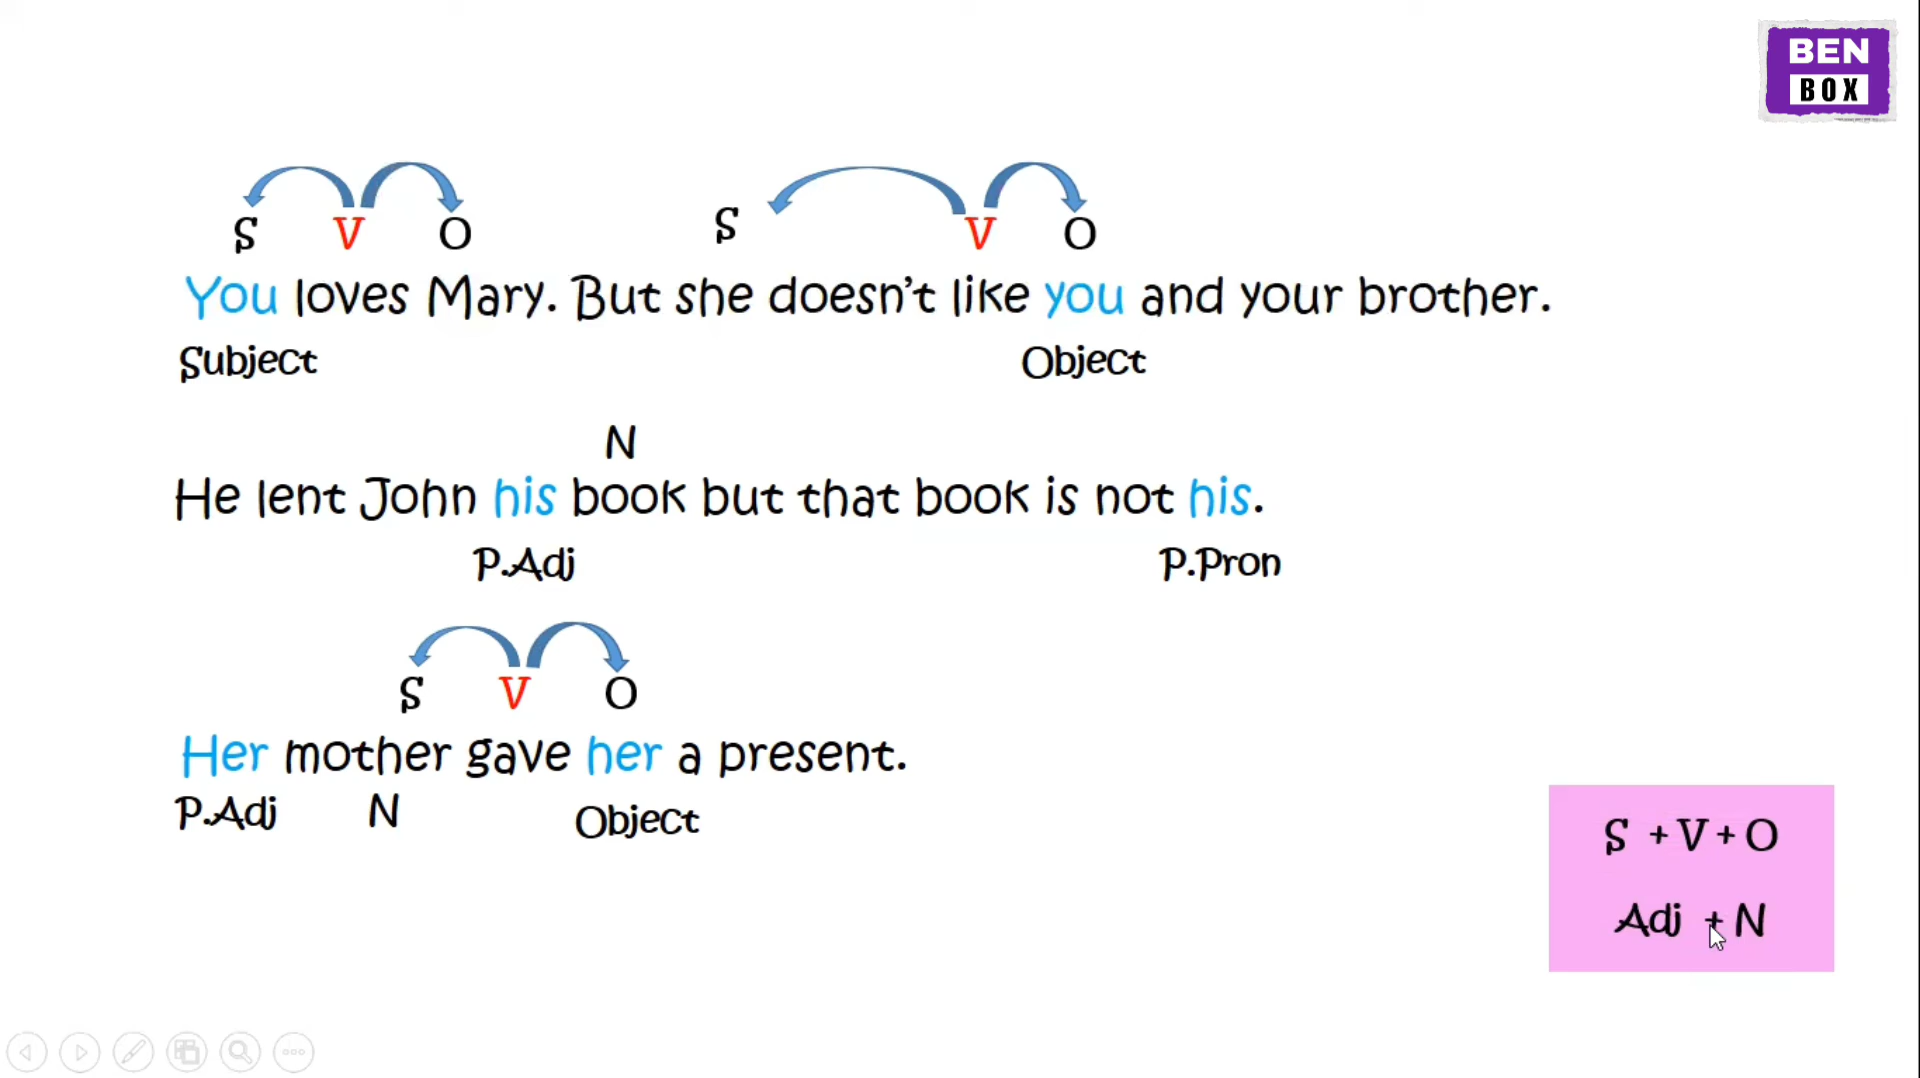 BEN
BOX
S V O S V O
You loves Mary. But she doesn't like you and your brother.
Subject Object
N
He lent John his book but that book is not his.
P.Adj P.Pron
S V O
Her mother gave her a present.
P.Adj N Object
S + V + O
Adj + N